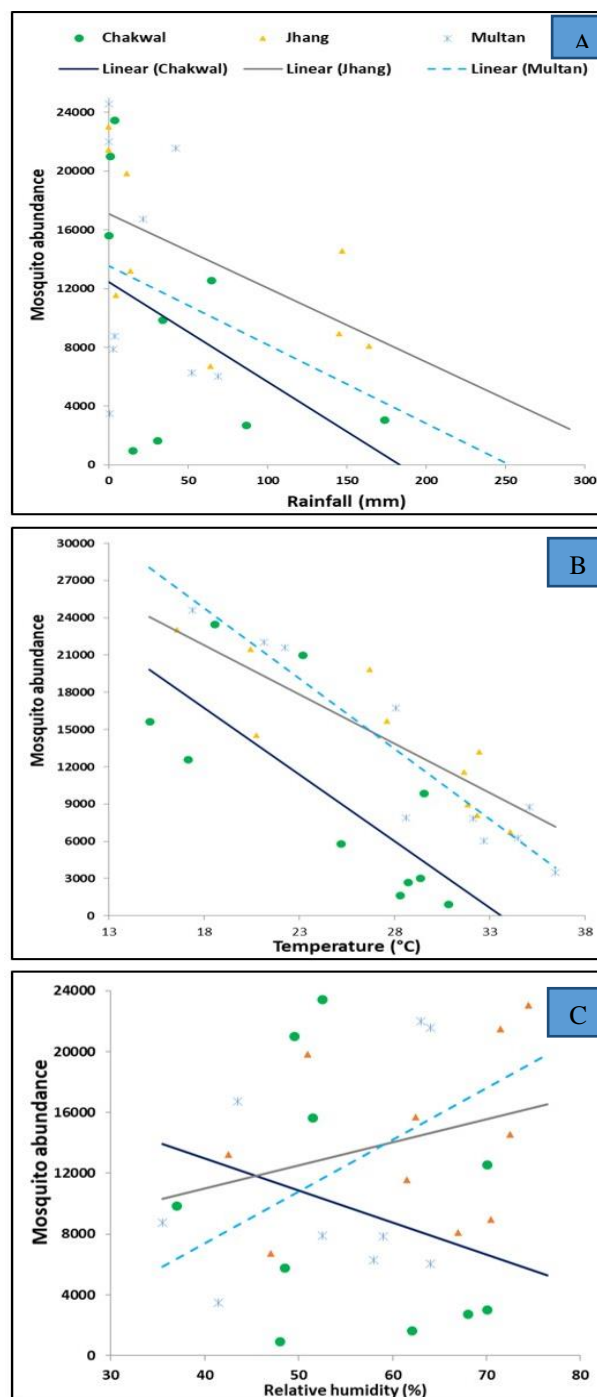 Chakwal Jhang Multan A
Linear (Chakwal) Linear (Jhang) Linear (Multan)
24000
20000
16000
12000
8000
4000
0
Mosquito abundance
0 50 100 150 200 250 300
Rainfall (mm)
B
30000
27000
24000
21000
18000
15000
12000
9000
6000
3000
0
Mosquito abundance
13 18 23 28 33 38
Temperature (°C)
C
24000
20000
16000
12000
8000
4000
0
Mosquito abundance
30 40 50 60 70 80
Relative humidity (%)